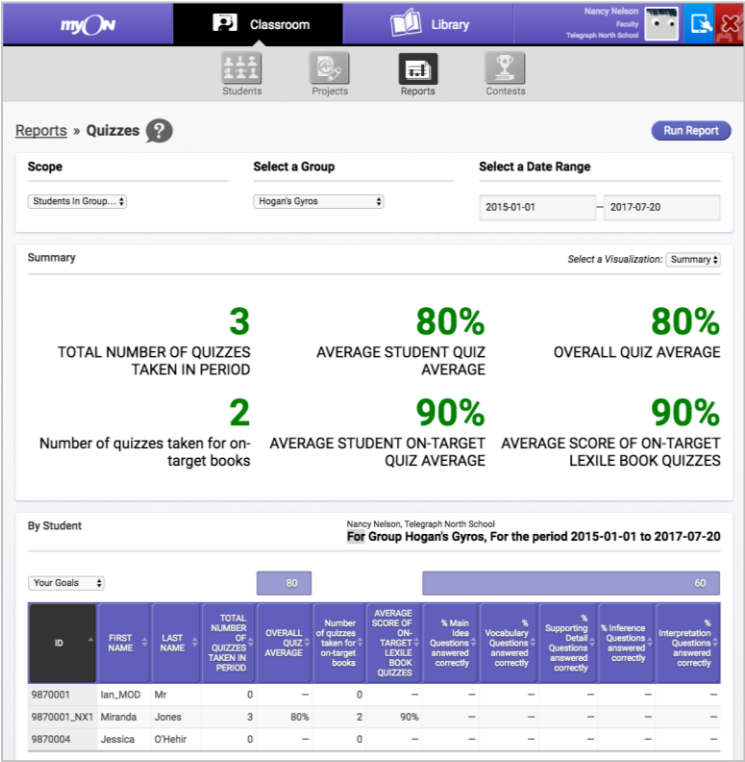 myON
Classroom
Library
Nancy Nelson
Faculty
Telegraph North School
Students
Projects
Reports
Contests
Reports » Quizzes ?
Run Report
Scope
Select a Group
Select a Date Range
Students In Group...
Hogan's Gyros
2015-01-01 – 2017-07-20
Summary
Select a Visualization: Summary
3
TOTAL NUMBER OF QUIZZES
TAKEN IN PERIOD
80%
AVERAGE STUDENT QUIZ
AVERAGE
80%
OVERALL QUIZ AVERAGE
2
Number of quizzes taken for on-
target books
90%
AVERAGE STUDENT ON-TARGET
QUIZ AVERAGE
90%
AVERAGE SCORE OF ON-TARGET
LEXILE BOOK QUIZZES
By Student
Nancy Nelson, Telegraph North School
For Group Hogan's Gyros, For the period 2015-01-01 to 2017-07-20
Your Goals
80
60
ID
FIRST
NAME
LAST
NAME
TOTAL
NUMBER
OF
QUIZZES
TAKEN IN
PERIOD
OVERALL
QUIZ
AVERAGE
Number
of quizzes
taken for
on-target
books
AVERAGE
SCORE OF
ON-
TARGET
LEXILE
BOOK
QUIZZES
% Main
Idea
Questions
answered
correctly
%
Vocabulary
Questions
answered
correctly
%
Supporting
Detail
Questions
answered
correctly
% Inference
Questions
answered
correctly
%
Interpretation
Questions
answered
correctly
9870001 Ian_MOD Mr 0 – 0 – – – – – –
9870001_NX1 Miranda Jones 3 80% 2 90% – – – – –
9870004 Jessica O'Hehir 0 – 0 – – – – – –